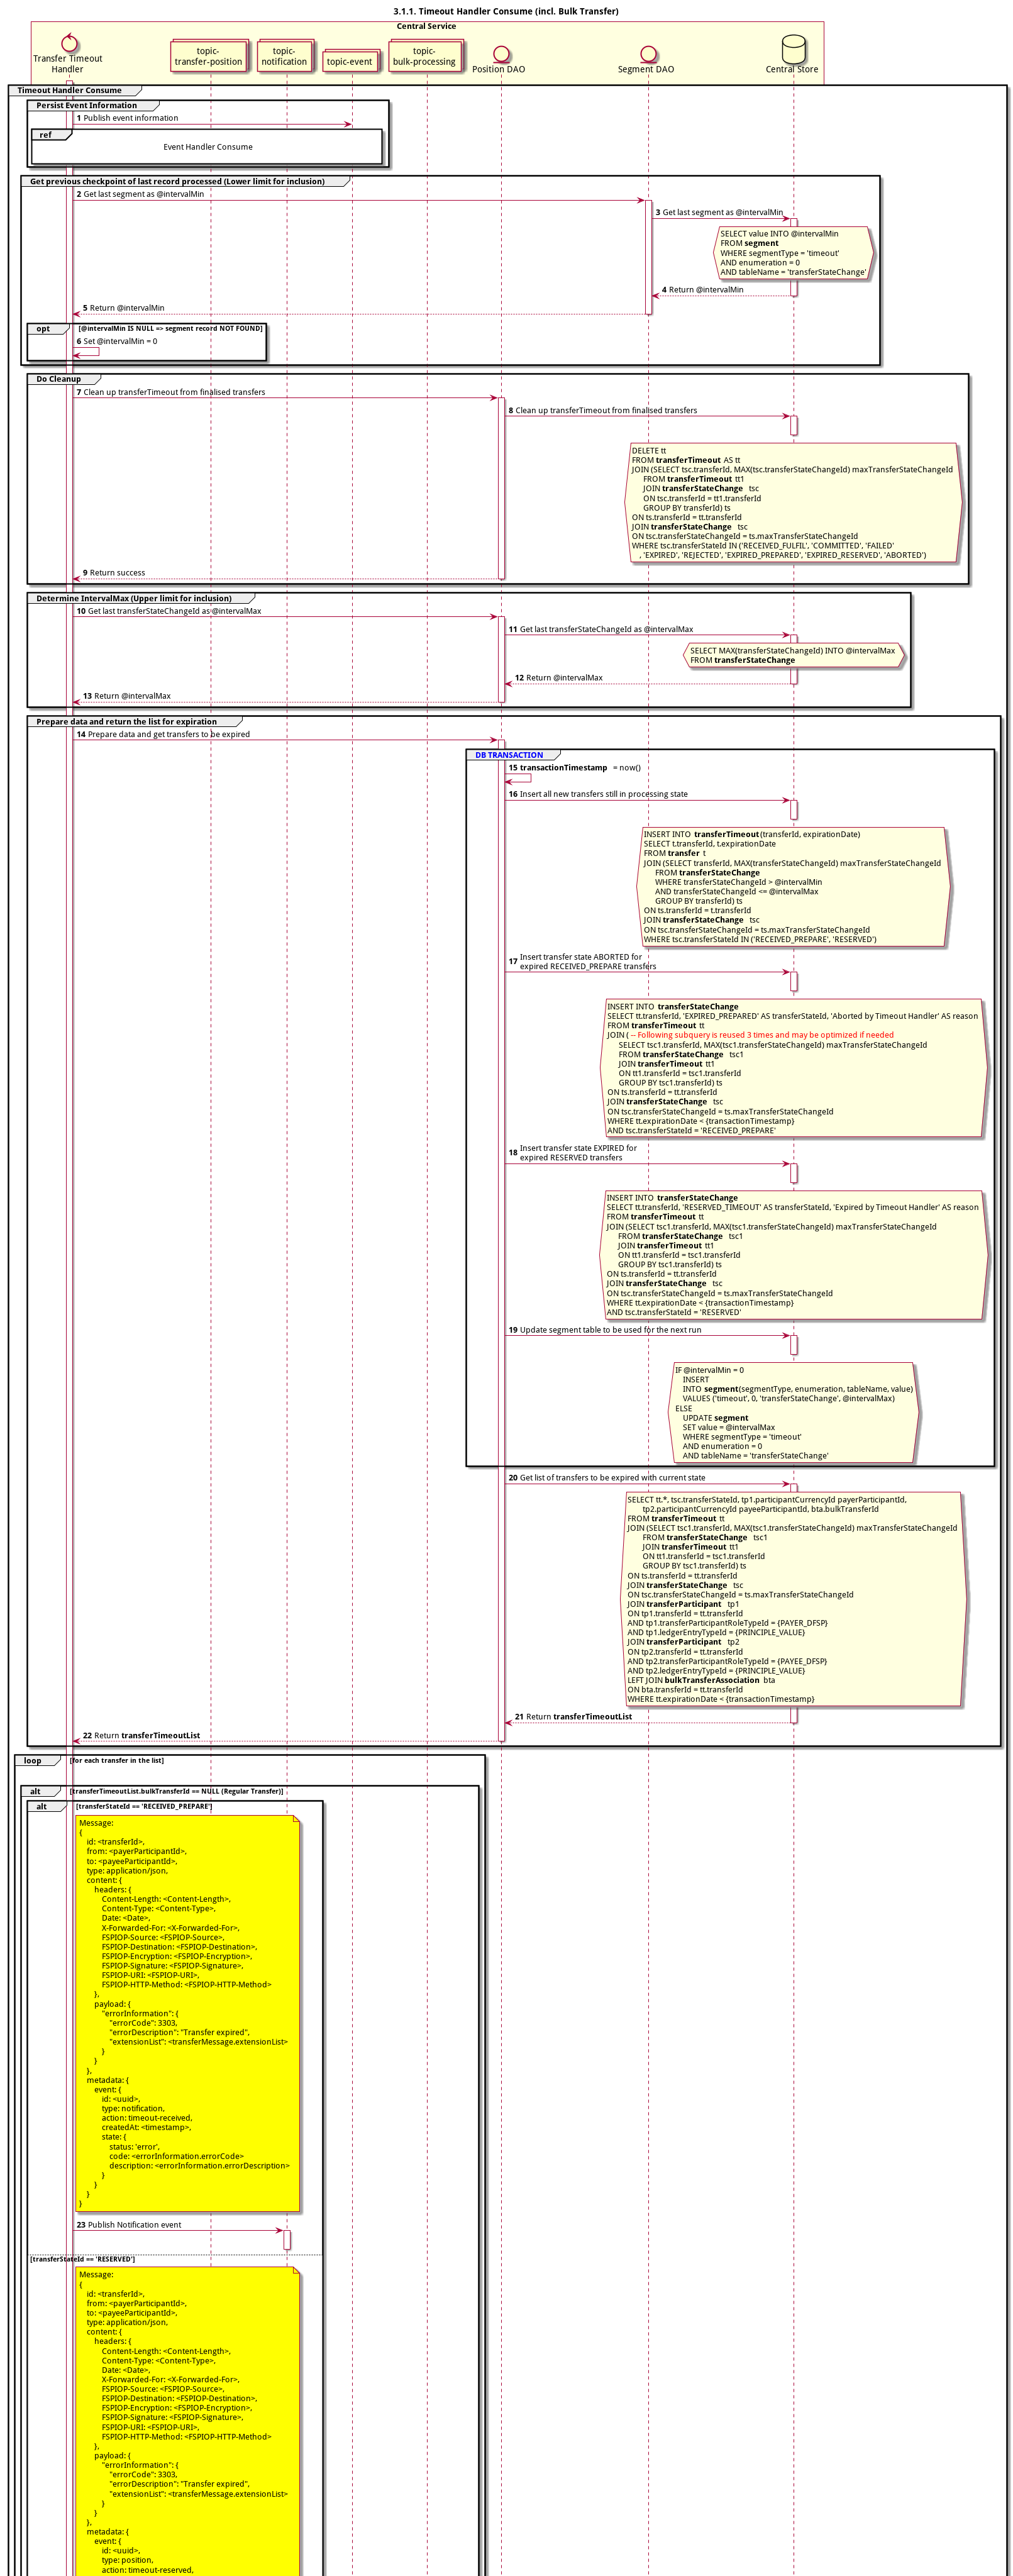 3.1.1. Timeout Handler Consume (incl. Bulk Transfer)
Central Service
Transfer Timeout
Handler
topic-
transfer-position
topic-
notification
topic-event
topic-
bulk-processing
Position DAO
Segment DAO
Central Store
Timeout Handler Consume
Persist Event Information
1 Publish event information
ref
Event Handler Consume
Get previous checkpoint of last record processed (Lower limit for inclusion)
2 Get last segment as @intervalMin
3 Get last segment as @intervalMin
SELECT value INTO @intervalMin
FROM segment
WHERE segmentType = 'timeout'
AND enumeration = 0
AND tableName = 'transferStateChange'
4 Return @intervalMin
5 Return @intervalMin
opt [@intervalMin IS NULL => segment record NOT FOUND]
6 Set @intervalMin = 0
Do Cleanup
7 Clean up transferTimeout from finalised transfers
8 Clean up transferTimeout from finalised transfers
DELETE tt
FROM transferTimeout AS tt
JOIN (SELECT tsc.transferId, MAX(tsc.transferStateChangeId) maxTransferStateChangeId
FROM transferTimeout tt1
JOIN transferStateChange tsc
ON tsc.transferId = tt1.transferId
GROUP BY transferId) ts
ON ts.transferId = tt.transferId
JOIN transferStateChange tsc
ON tsc.transferStateChangeId = ts.maxTransferStateChangeId
WHERE tsc.transferStateId IN ('RECEIVED_FULFIL', 'COMMITTED', 'FAILED'
, 'EXPIRED', 'REJECTED', 'EXPIRED_PREPARED', 'EXPIRED_RESERVED', 'ABORTED')
9 Return success
Determine IntervalMax (Upper limit for inclusion)
10 Get last transferStateChangeId as @intervalMax
11 Get last transferStateChangeId as @intervalMax
SELECT MAX(transferStateChangeId) INTO @intervalMax
FROM transferStateChange
12 Return @intervalMax
13 Return @intervalMax
Prepare data and return the list for expiration
14 Prepare data and get transfers to be expired
DB TRANSACTION
15 transactionTimestamp = now()
16 Insert all new transfers still in processing state
INSERT INTO transferTimeout(transferId, expirationDate)
SELECT t.transferId, t.expirationDate
FROM transfer t
JOIN (SELECT transferId, MAX(transferStateChangeId) maxTransferStateChangeId
FROM transferStateChange
WHERE transferStateChangeId > @intervalMin
AND transferStateChangeId <= @intervalMax
GROUP BY transferId) ts
ON ts.transferId = t.transferId
JOIN transferStateChange tsc
ON tsc.transferStateChangeId = ts.maxTransferStateChangeId
WHERE tsc.transferStateId IN ('RECEIVED_PREPARE', 'RESERVED')
17 Insert transfer state ABORTED for
expired RECEIVED_PREPARE transfers
INSERT INTO transferStateChange
SELECT tt.transferId, 'EXPIRED_PREPARED' AS transferStateId, 'Aborted by Timeout Handler' AS reason
FROM transferTimeout tt
JOIN ( -- Following subquery is reused 3 times and may be optimized if needed
SELECT tsc1.transferId, MAX(tsc1.transferStateChangeId) maxTransferStateChangeId
FROM transferStateChange tsc1
JOIN transferTimeout tt1
ON tt1.transferId = tsc1.transferId
GROUP BY tsc1.transferId) ts
ON ts.transferId = tt.transferId
JOIN transferStateChange tsc
ON tsc.transferStateChangeId = ts.maxTransferStateChangeId
WHERE tt.expirationDate < {transactionTimestamp}
AND tsc.transferStateId = 'RECEIVED_PREPARE'
18 Insert transfer state EXPIRED for
expired RESERVED transfers
INSERT INTO transferStateChange
SELECT tt.transferId, 'RESERVED_TIMEOUT' AS transferStateId, 'Expired by Timeout Handler' AS reason
FROM transferTimeout tt
JOIN (SELECT tsc1.transferId, MAX(tsc1.transferStateChangeId) maxTransferStateChangeId
FROM transferStateChange tsc1
JOIN transferTimeout tt1
ON tt1.transferId = tsc1.transferId
GROUP BY tsc1.transferId) ts
ON ts.transferId = tt.transferId
JOIN transferStateChange tsc
ON tsc.transferStateChangeId = ts.maxTransferStateChangeId
WHERE tt.expirationDate < {transactionTimestamp}
AND tsc.transferStateId = 'RESERVED'
19 Update segment table to be used for the next run
IF @intervalMin = 0
INSERT
INTO segment(segmentType, enumeration, tableName, value)
VALUES ('timeout', 0, 'transferStateChange', @intervalMax)
ELSE
UPDATE segment
SET value = @intervalMax
WHERE segmentType = 'timeout'
AND enumeration = 0
AND tableName = 'transferStateChange'
20 Get list of transfers to be expired with current state
SELECT tt.*, tsc.transferStateId, tp1.participantCurrencyId payerParticipantId,
tp2.participantCurrencyId payeeParticipantId, bta.bulkTransferId
FROM transferTimeout tt
JOIN (SELECT tsc1.transferId, MAX(tsc1.transferStateChangeId) maxTransferStateChangeId
FROM transferStateChange tsc1
JOIN transferTimeout tt1
ON tt1.transferId = tsc1.transferId
GROUP BY tsc1.transferId) ts
ON ts.transferId = tt.transferId
JOIN transferStateChange tsc
ON tsc.transferStateChangeId = ts.maxTransferStateChangeId
JOIN transferParticipant tp1
ON tp1.transferId = tt.transferId
AND tp1.transferParticipantRoleTypeId = {PAYER_DFSP}
AND tp1.ledgerEntryTypeId = {PRINCIPLE_VALUE}
JOIN transferParticipant tp2
ON tp2.transferId = tt.transferId
AND tp2.transferParticipantRoleTypeId = {PAYEE_DFSP}
AND tp2.ledgerEntryTypeId = {PRINCIPLE_VALUE}
LEFT JOIN bulkTransferAssociation bta
ON bta.transferId = tt.transferId
WHERE tt.expirationDate < {transactionTimestamp}
21 Return transferTimeoutList
22 Return transferTimeoutList
loop [for each transfer in the list]
alt [transferTimeoutList.bulkTransferId == NULL (Regular Transfer)]
alt [transferStateId == 'RECEIVED_PREPARE']
Message:
{
id: <transferId>,
from: <payerParticipantId>,
to: <payeeParticipantId>,
type: application/json,
content: {
headers: {
Content-Length: <Content-Length>,
Content-Type: <Content-Type>,
Date: <Date>,
X-Forwarded-For: <X-Forwarded-For>,
FSPIOP-Source: <FSPIOP-Source>,
FSPIOP-Destination: <FSPIOP-Destination>,
FSPIOP-Encryption: <FSPIOP-Encryption>,
FSPIOP-Signature: <FSPIOP-Signature>,
FSPIOP-URI: <FSPIOP-URI>,
FSPIOP-HTTP-Method: <FSPIOP-HTTP-Method>
},
payload: {
"errorInformation": {
"errorCode": 3303,
"errorDescription": "Transfer expired",
"extensionList": <transferMessage.extensionList>
}
}
},
metadata: {
event: {
id: <uuid>,
type: notification,
action: timeout-received,
createdAt: <timestamp>,
state: {
status: 'error',
code: <errorInformation.errorCode>
description: <errorInformation.errorDescription>
}
}
}
}
23 Publish Notification event
[transferStateId == 'RESERVED']
Message:
{
id: <transferId>,
from: <payerParticipantId>,
to: <payeeParticipantId>,
type: application/json,
content: {
headers: {
Content-Length: <Content-Length>,
Content-Type: <Content-Type>,
Date: <Date>,
X-Forwarded-For: <X-Forwarded-For>,
FSPIOP-Source: <FSPIOP-Source>,
FSPIOP-Destination: <FSPIOP-Destination>,
FSPIOP-Encryption: <FSPIOP-Encryption>,
FSPIOP-Signature: <FSPIOP-Signature>,
FSPIOP-URI: <FSPIOP-URI>,
FSPIOP-HTTP-Method: <FSPIOP-HTTP-Method>
},
payload: {
"errorInformation": {
"errorCode": 3303,
"errorDescription": "Transfer expired",
"extensionList": <transferMessage.extensionList>
}
}
},
metadata: {
event: {
id: <uuid>,
type: position,
action: timeout-reserved,